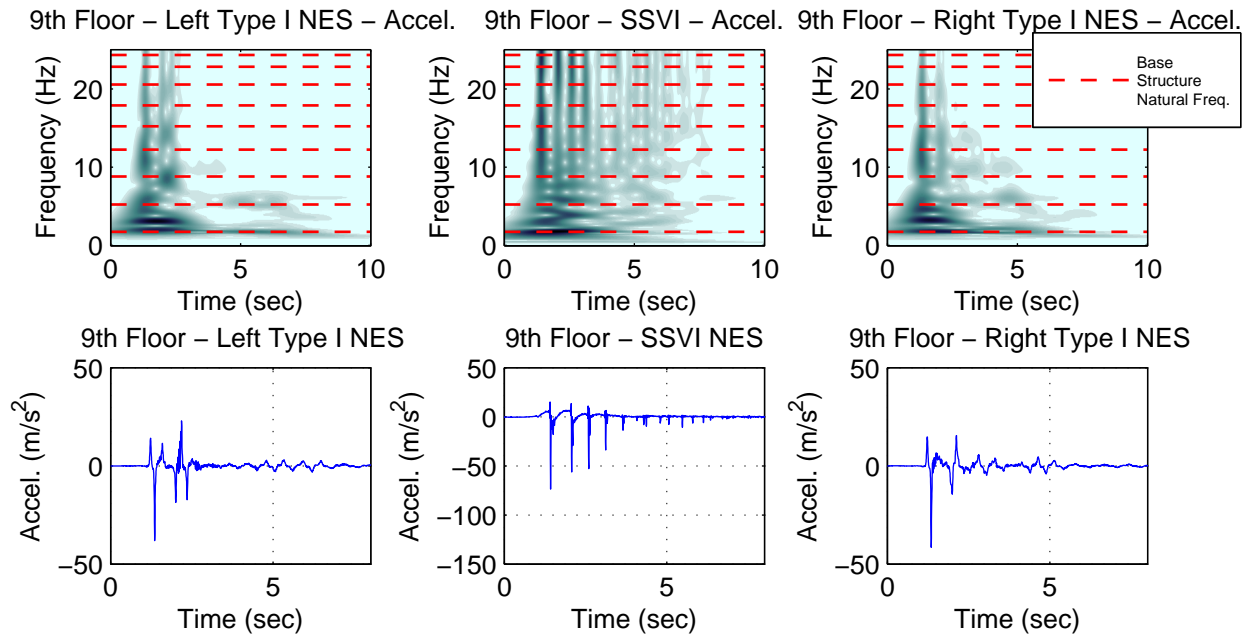 9th Floor − Left Type I NES − Accel.
9th Floor − SSVI − Accel.
9th Floor − Right Type I NES − Accel.
Base
Structure
Natural Freq.
Frequency (Hz)
20
10
0
0
5
10
Time (sec)
Frequency (Hz)
20
10
0
0
5
10
Time (sec)
Frequency (Hz)
20
10
0
0
5
10
Time (sec)
9th Floor − Left Type I NES
9th Floor − SSVI NES
9th Floor − Right Type I NES
Accel. (m/s²)
50
0
−50
0
5
Time (sec)
Accel. (m/s²)
50
0
−50
−100
−150
0
5
Time (sec)
Accel. (m/s²)
50
0
−50
0
5
Time (sec)